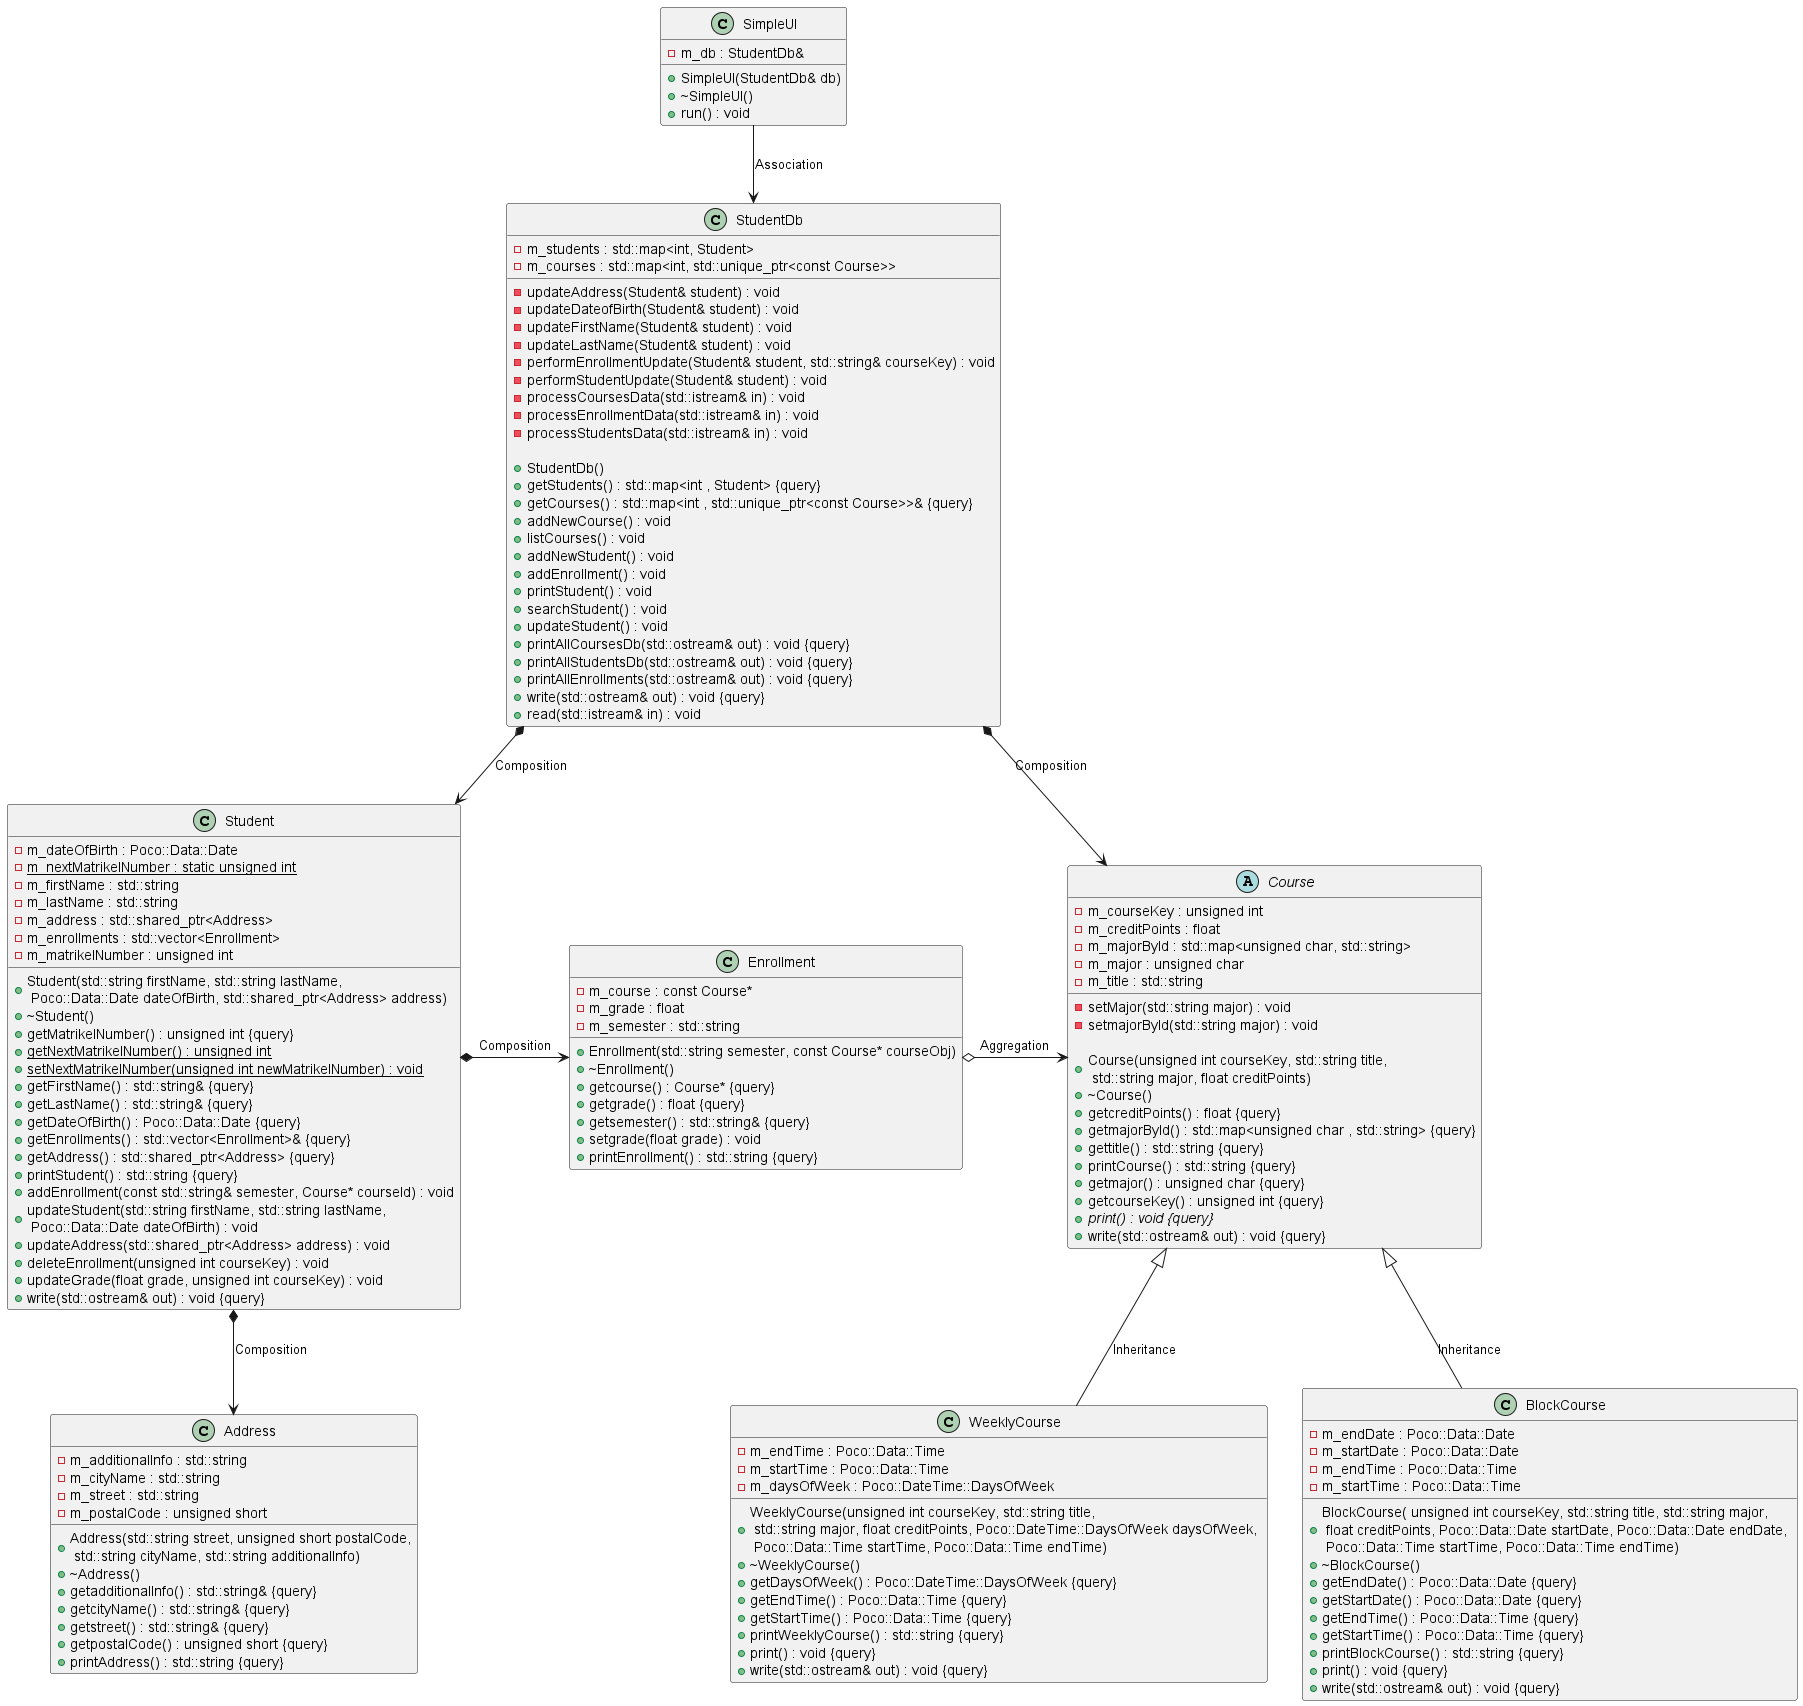 C SimpleUI
m_db : StudentDb&
SimpleUI(StudentDb& db)
~SimpleUI()
run() : void
Association
C StudentDb
m_students : std::map<int, Student>
m_courses : std::map<int, std::unique_ptr<const Course>>
updateAddress(Student& student) : void
updateDateofBirth(Student& student) : void
updateFirstName(Student& student) : void
updateLastName(Student& student) : void
performEnrollmentUpdate(Student& student, std::string& courseKey) : void
performStudentUpdate(Student& student) : void
processCoursesData(std::istream& in) : void
processEnrollmentData(std::istream& in) : void
processStudentsData(std::istream& in) : void
StudentDb()
getStudents() : std::map<int , Student> {query}
getCourses() : std::map<int , std::unique_ptr<const Course>>& {query}
addNewCourse() : void
listCourses() : void
addNewStudent() : void
addEnrollment() : void
printStudent() : void
searchStudent() : void
updateStudent() : void
printAllCoursesDb(std::ostream& out) : void {query}
printAllStudentsDb(std::ostream& out) : void {query}
printAllEnrollments(std::ostream& out) : void {query}
write(std::ostream& out) : void {query}
read(std::istream& in) : void
Composition
Composition
C Student
m_dateOfBirth : Poco::Data::Date
m_nextMatrikelNumber : static unsigned int
m_firstName : std::string
m_lastName : std::string
m_address : std::shared_ptr<Address>
m_enrollments : std::vector<Enrollment>
m_matrikelNumber : unsigned int
Student(std::string firstName, std::string lastName,
Poco::Data::Date dateOfBirth, std::shared_ptr<Address> address)
~Student()
getMatrikelNumber() : unsigned int {query}
getNextMatrikelNumber() : unsigned int
setNextMatrikelNumber(unsigned int newMatrikelNumber) : void
getFirstName() : std::string& {query}
getLastName() : std::string& {query}
getDateOfBirth() : Poco::Data::Date {query}
getEnrollments() : std::vector<Enrollment>& {query}
getAddress() : std::shared_ptr<Address> {query}
printStudent() : std::string {query}
addEnrollment(const std::string& semester, Course* courseId) : void
updateStudent(std::string firstName, std::string lastName,
Poco::Data::Date dateOfBirth) : void
updateAddress(std::shared_ptr<Address> address) : void
deleteEnrollment(unsigned int courseKey) : void
updateGrade(float grade, unsigned int courseKey) : void
write(std::ostream& out) : void {query}
Composition
C Enrollment
m_course : const Course*
m_grade : float
m_semester : std::string
Enrollment(std::string semester, const Course* courseObj)
~Enrollment()
getcourse() : Course* {query}
getgrade() : float {query}
getsemester() : std::string& {query}
setgrade(float grade) : void
printEnrollment() : std::string {query}
Aggregation
A Course
m_courseKey : unsigned int
m_creditPoints : float
m_majorById : std::map<unsigned char, std::string>
m_major : unsigned char
m_title : std::string
setMajor(std::string major) : void
setmajorById(std::string major) : void
Course(unsigned int courseKey, std::string title,
std::string major, float creditPoints)
~Course()
getcreditPoints() : float {query}
getmajorById() : std::map<unsigned char , std::string> {query}
gettitle() : std::string {query}
printCourse() : std::string {query}
getmajor() : unsigned char {query}
getcourseKey() : unsigned int {query}
print() : void {query}
write(std::ostream& out) : void {query}
Composition
Inheritance
Inheritance
C Address
m_additionalInfo : std::string
m_cityName : std::string
m_street : std::string
m_postalCode : unsigned short
Address(std::string street, unsigned short postalCode,
std::string cityName, std::string additionalInfo)
~Address()
getadditionalInfo() : std::string& {query}
getcityName() : std::string& {query}
getstreet() : std::string& {query}
getpostalCode() : unsigned short {query}
printAddress() : std::string {query}
C WeeklyCourse
m_endTime : Poco::Data::Time
m_startTime : Poco::Data::Time
m_daysOfWeek : Poco::DateTime::DaysOfWeek
WeeklyCourse(unsigned int courseKey, std::string title,
std::string major, float creditPoints, Poco::DateTime::DaysOfWeek daysOfWeek,
Poco::Data::Time startTime, Poco::Data::Time endTime)
~WeeklyCourse()
getDaysOfWeek() : Poco::DateTime::DaysOfWeek {query}
getEndTime() : Poco::Data::Time {query}
getStartTime() : Poco::Data::Time {query}
printWeeklyCourse() : std::string {query}
print() : void {query}
write(std::ostream& out) : void {query}
C BlockCourse
m_endDate : Poco::Data::Date
m_startDate : Poco::Data::Date
m_endTime : Poco::Data::Time
m_startTime : Poco::Data::Time
BlockCourse( unsigned int courseKey, std::string title, std::string major,
float creditPoints, Poco::Data::Date startDate, Poco::Data::Date endDate,
Poco::Data::Time startTime, Poco::Data::Time endTime)
~BlockCourse()
getEndDate() : Poco::Data::Date {query}
getStartDate() : Poco::Data::Date {query}
getEndTime() : Poco::Data::Time {query}
getStartTime() : Poco::Data::Time {query}
printBlockCourse() : std::string {query}
print() : void {query}
write(std::ostream& out) : void {query}